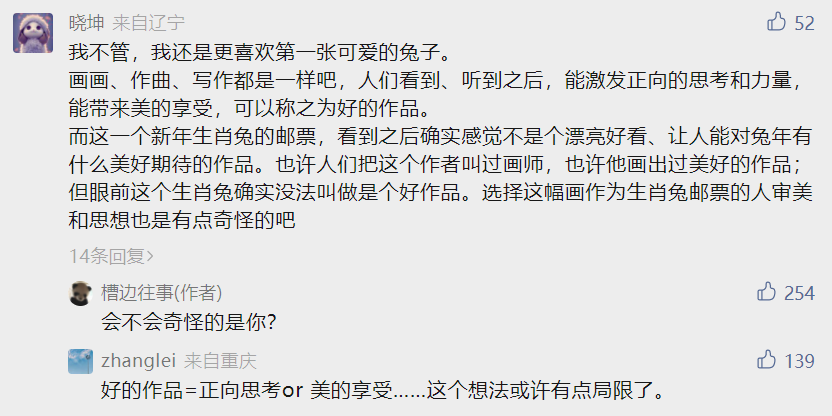 晓坤 来自辽宁 52
我不管，我还是更喜欢第一张可爱的兔子。
画画、作曲、写作都是一样吧，人们看到、听到之后，能激发正向的思考和力量，
能带来美的享受，可以称之为好的作品。
而这一个新年生肖兔的邮票，看到之后确实感觉不是个漂亮好看、让人能对兔年有
什么美好期待的作品。也许人们把这个作者叫过画师，也许他画出过美好的作品；
但眼前这个生肖兔确实没法叫做是个好作品。选择这幅画作为生肖兔邮票的人审美
和思想也是有点奇怪的吧
14条回复>
槽边往事(作者) 254
会不会奇怪的是你？
zhanglei 来自重庆 139
好的作品=正向思考or 美的享受……这个想法或许有点局限了。